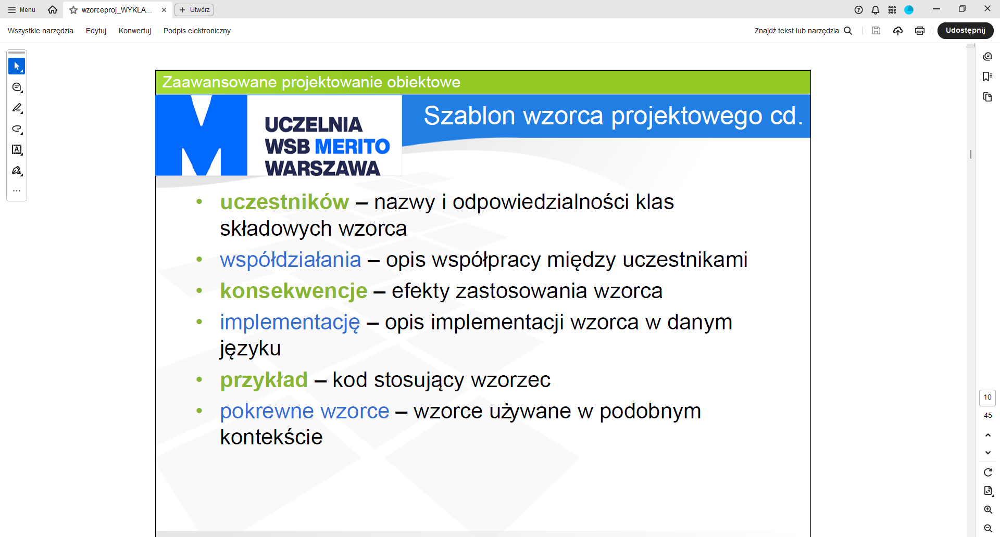 Menu
wzorceproj_WYKLA...
Utwórz
Wszystkie narzędzia
Edytuj
Konwertuj
Podpis elektroniczny
Znajdź tekst lub narzędzia
Udostępnij
Zaawansowane projektowanie obiektowe
UCZELNIA
WSB MERITO
WARSZAWA
Szablon wzorca projektowego cd.
• uczestników – nazwy i odpowiedzialności klas
składowych wzorca
• współdziałania – opis współpracy między uczestnikami
• konsekwencje – efekty zastosowania wzorca
• implementację – opis implementacji wzorca w danym
języku
• przykład – kod stosujący wzorzec
• pokrewne wzorce – wzorce używane w podobnym
kontekście
10
45